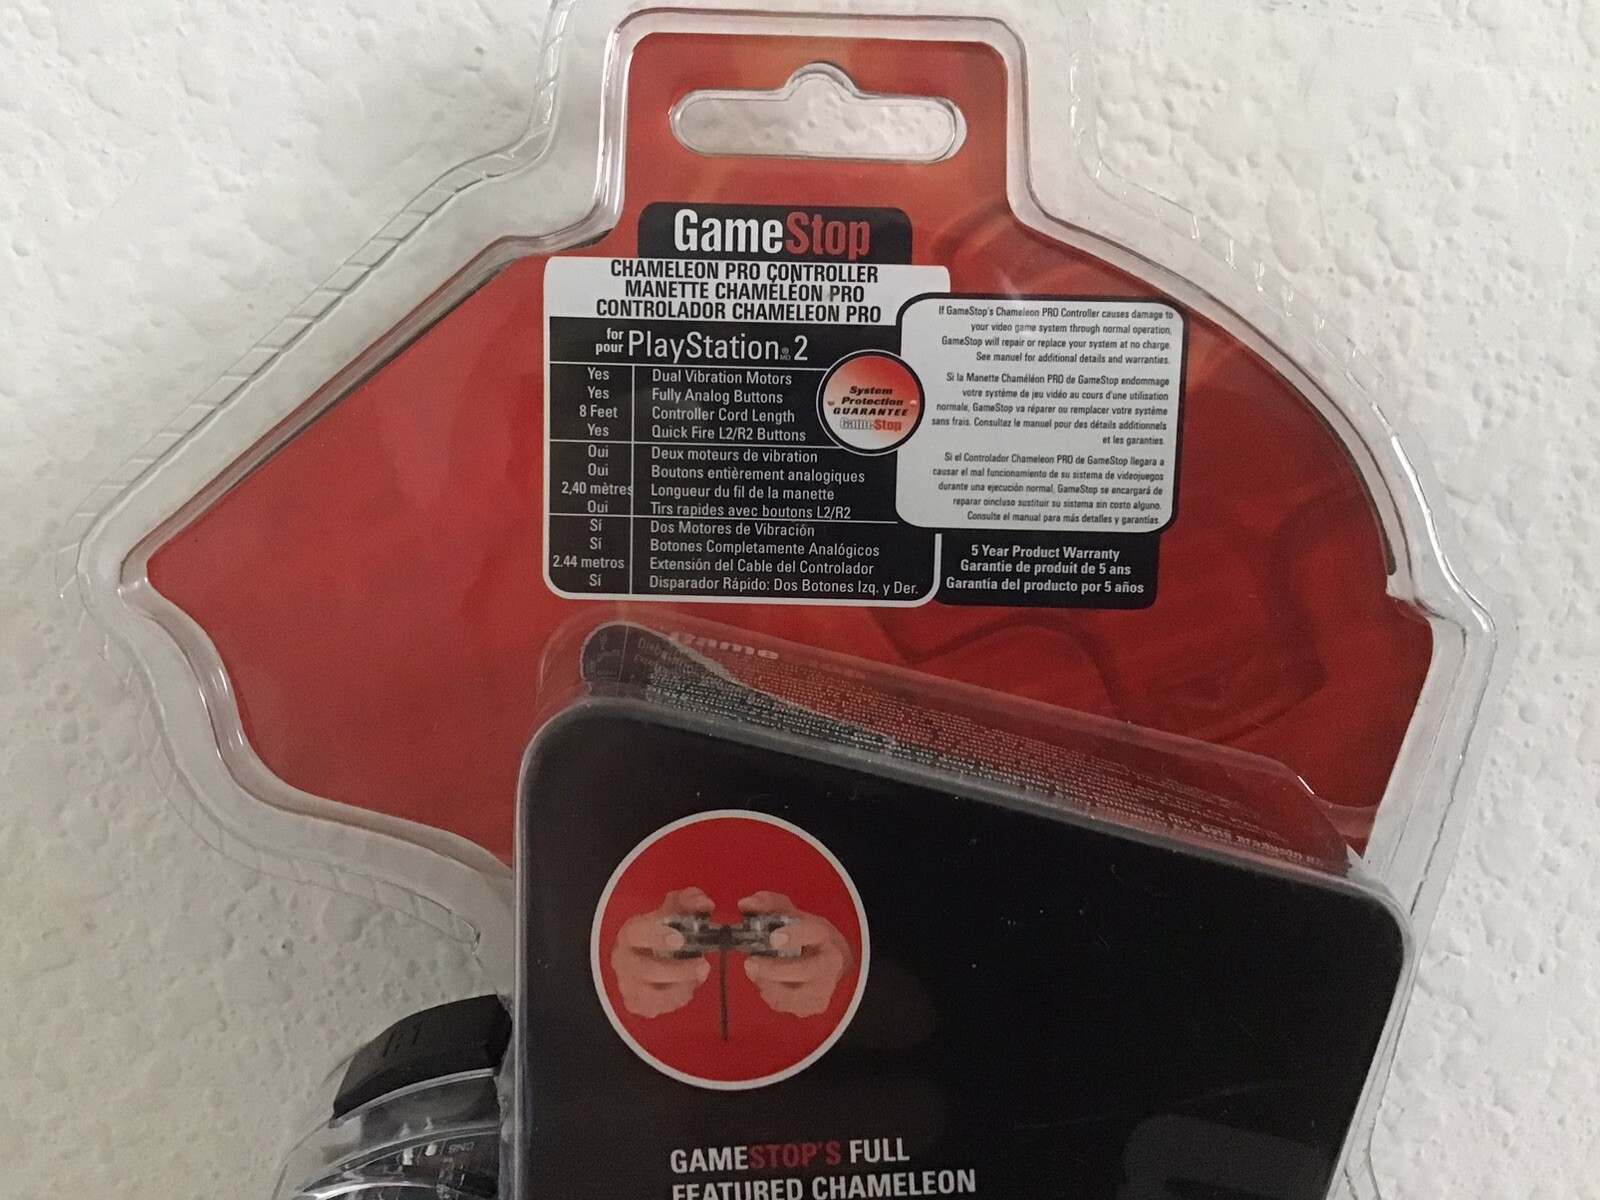 GameStop
CHAMELEON PRO CONTROLLER
MANETTE CHAMÉLÉON PRO
CONTROLADOR CHAMELEON PRO
for
pour
PlayStation® MD 2
Yes Dual Vibration Motors
Yes Fully Analog Buttons
8 Feet Controller Cord Length
Yes Quick Fire L2/R2 Buttons
Oui Deux moteurs de vibration
Oui Boutons entièrement analogiques
2,40 mètres Longueur du fil de la manette
Oui Tirs rapides avec boutons L2/R2
Sí Dos Motores de Vibración
Sí Botones Completamente Analógicos
2.44 metros Extensión del Cable del Controlador
Sí Disparador Rápido: Dos Botones Izq. y Der.
System
Protection
GUARANTEE
GameStop
If GameStop's Chameleon PRO Controller causes damage to
your video game system through normal operation,
GameStop will repair or replace your system at no charge.
See manual for additional details and warranties.
Si la Manette Chaméléon PRO de GameStop endommage
votre système de jeu vidéo au cours d'une utilisation
normale, GameStop va réparer ou remplacer votre système
sans frais. Consultez le manuel pour des détails additionnels
et les garanties.
Si el Controlador Chameleon PRO de GameStop llegara a
causar el mal funcionamiento de su sistema de videojuegos
durante una ejecución normal, GameStop se encargará de
reparar oincluso sustituir su sistema sin costo alguno.
Consulte el manual para más detalles y garantías.
5 Year Product Warranty
Garantie de produit de 5 ans
Garantía del producto por 5 años
R1
GAMESTOP'S FULL
FEATURED CHAMELEON